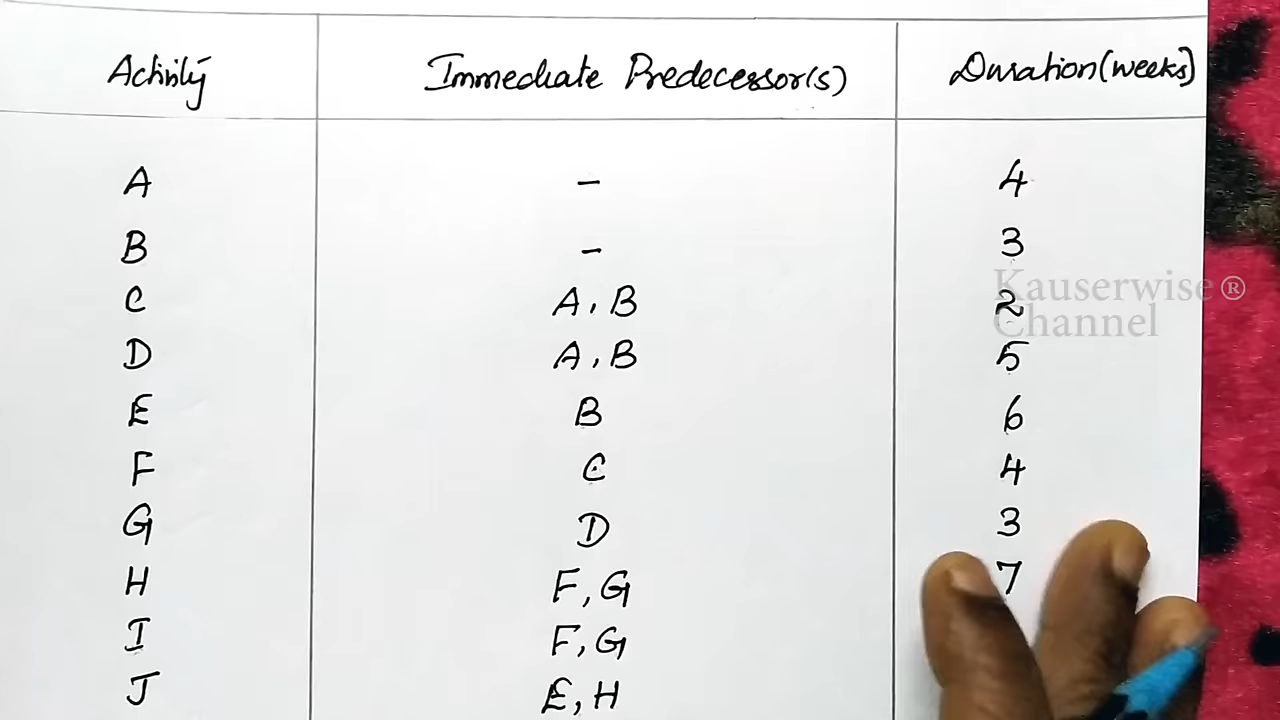 Activity Immediate Predecessor(s) Duration(weeks)
A - 4
B - 3
Kauserwise®
C A, B 2
Channel
D A, B 5
E B 6
F C 4
G D 3
H F, G 7
I F, G
J E, H